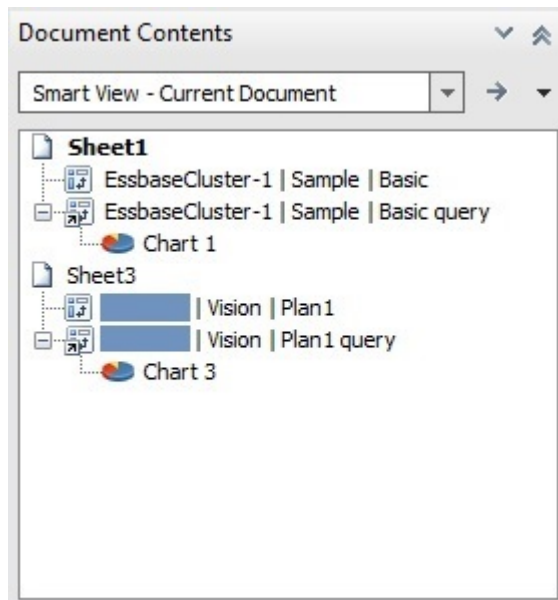 Document Contents
Smart View - Current Document
Sheet1
EssbaseCluster-1 | Sample | Basic
EssbaseCluster-1 | Sample | Basic query
Chart 1
Sheet3
| Vision | Plan1
| Vision | Plan1 query
Chart 3